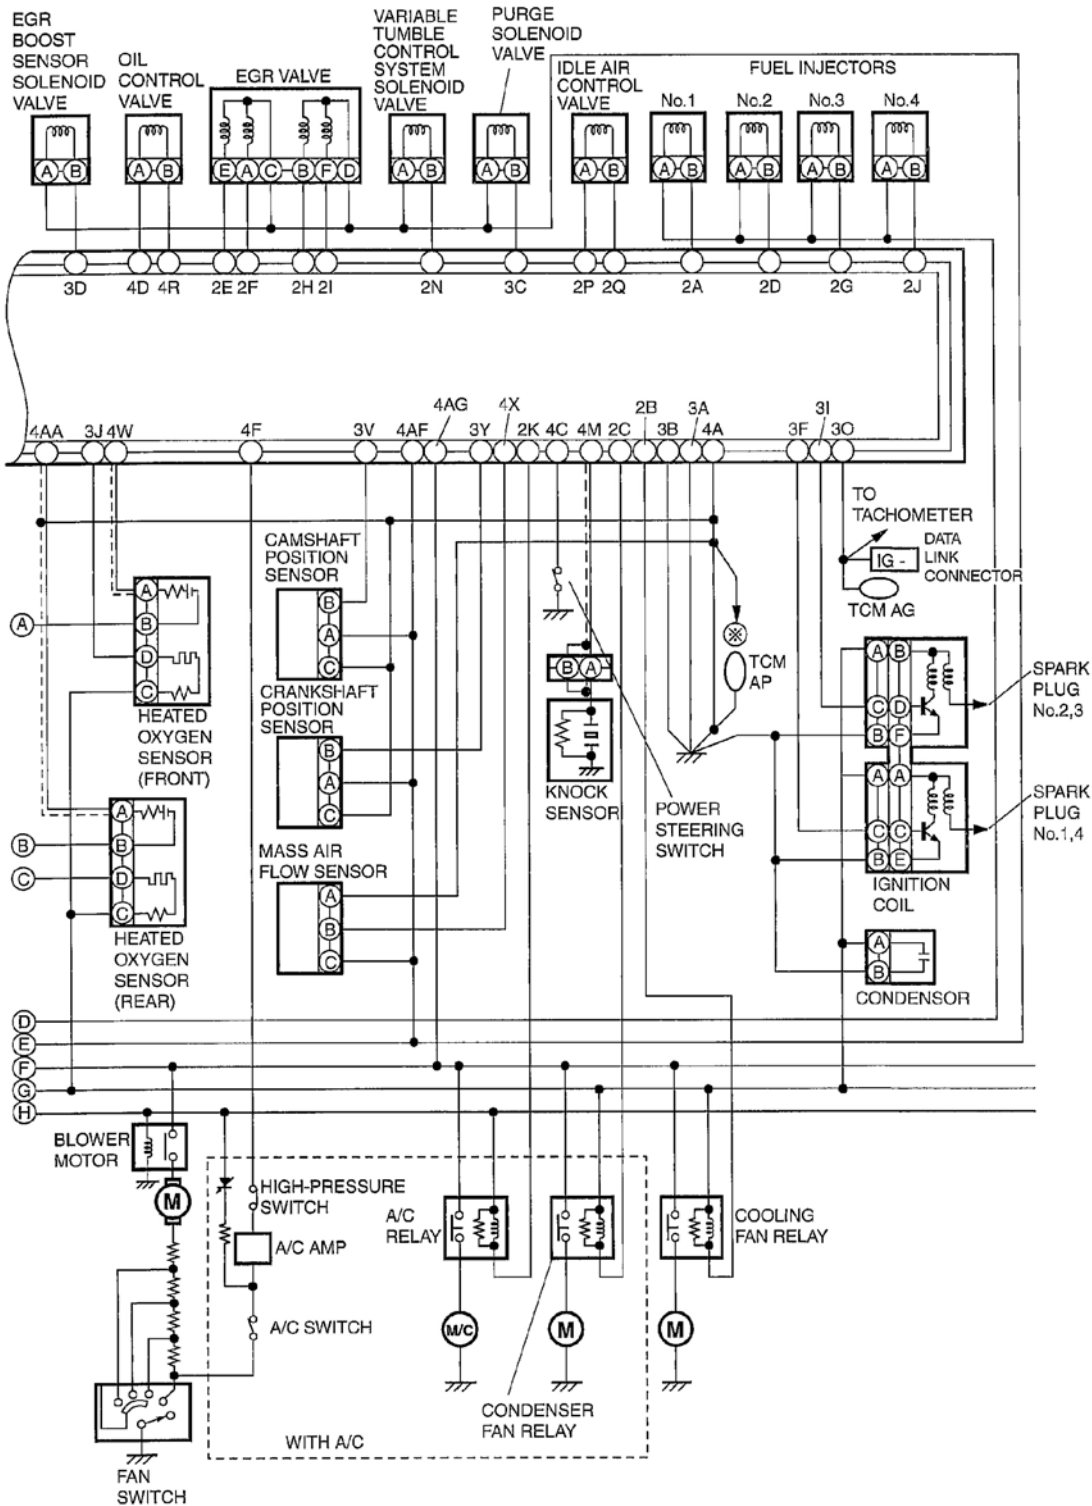 EGR
BOOST
SENSOR
SOLENOID
VALVE
OIL
CONTROL
VALVE
EGR VALVE
VARIABLE
TUMBLE
CONTROL
SYSTEM
SOLENOID
VALVE
PURGE
SOLENOID
VALVE
IDLE AIR
CONTROL
VALVE
FUEL INJECTORS
No.1 No.2 No.3 No.4
A B A B E A C B F D A B A B A B A B A B A B A B
3D 4D 4R 2E 2F 2H 2I 2N 3C 2P 2Q 2A 2D 2G 2J
4AA 3J 4W 4F 3V 4AF 4AG 3Y 4X 2K 4C 4M 2C 2B 3B 3A 4A 3F 3I 3O
TO
TACHOMETER
DATA
LINK
CONNECTOR
IG -
TCM AG
CAMSHAFT
POSITION
SENSOR
B
A
C
A
A
B
D
C
HEATED
OXYGEN
SENSOR
(FRONT)
CRANKSHAFT
POSITION
SENSOR
B
A
C
B A
KNOCK
SENSOR
※
TCM
AP
POWER
STEERING
SWITCH
A B
C D
B F
SPARK
PLUG
No.2,3
A A
C C
B E
SPARK
PLUG
No.1,4
IGNITION
COIL
A
B
CONDENSOR
B
C
A
B
D
C
HEATED
OXYGEN
SENSOR
(REAR)
MASS AIR
FLOW SENSOR
A
B
C
D
E
F
G
H
BLOWER
MOTOR
M
HIGH-PRESSURE
SWITCH
A/C AMP
A/C SWITCH
A/C
RELAY
M/C
M
CONDENSER
FAN RELAY
COOLING
FAN RELAY
M
WITH A/C
FAN
SWITCH